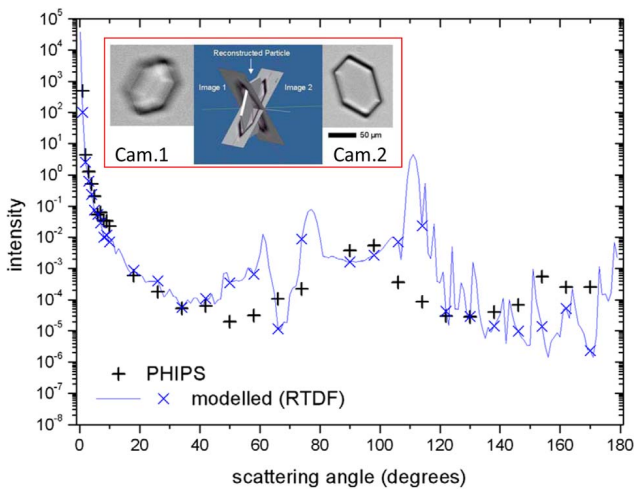 10^5
10^4
10^3
10^2
10^1
10^0
10^-1
10^-2
10^-3
10^-4
10^-5
10^-6
10^-7
10^-8
intensity
Reconstructed Particle
Image 1
Image 2
50 µm
Cam.1
Cam.2
PHIPS
modelled (RTDF)
0 20 40 60 80 100 120 140 160 180
scattering angle (degrees)